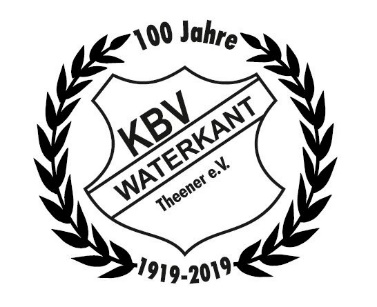 100 Jahre
KBV
WATERKANT
Theener e.V.
-1919-2019-